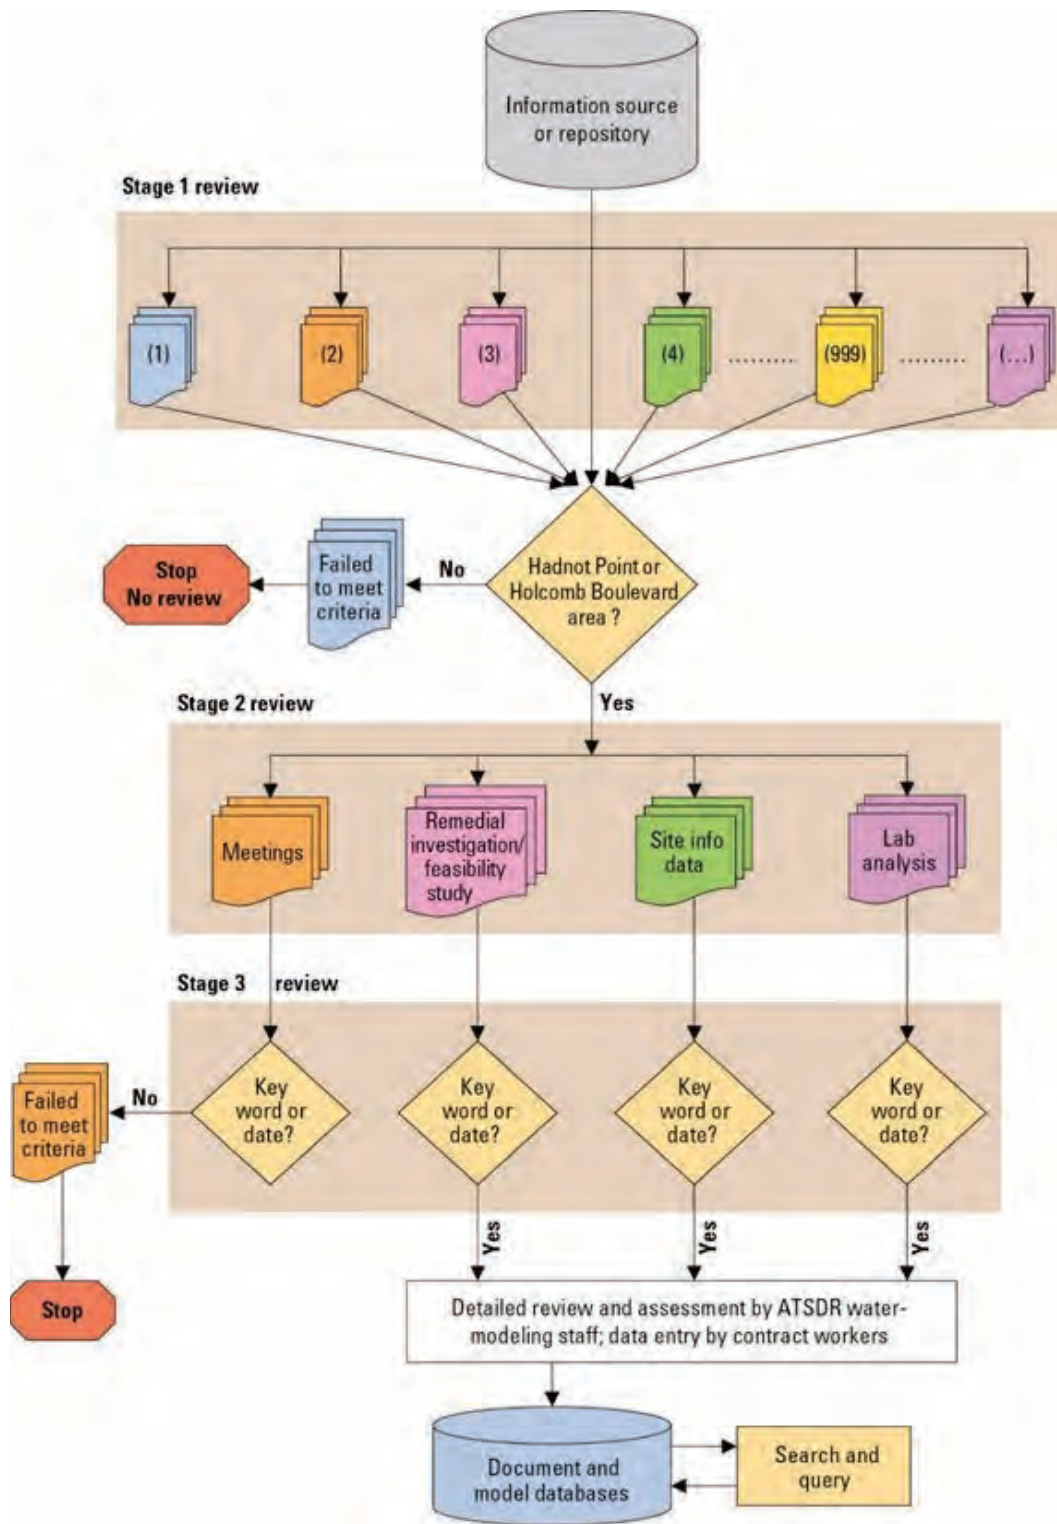 Information source
or repository
Stage 1 review
(1)
(2)
(3)
(4)
(999)
(...)
Hadnot Point or
Holcomb Boulevard
area ?
No
Failed
to meet
criteria
Stop
No review
Yes
Stage 2 review
Meetings
Remedial
investigation/
feasibility
study
Site info
data
Lab
analysis
Stage 3 review
Key
word or
date?
Key
word or
date?
Key
word or
date?
Key
word or
date?
No
Failed
to meet
criteria
Stop
Yes
Yes
Yes
Detailed review and assessment by ATSDR water-
modeling staff; data entry by contract workers
Document and
model databases
Search and
query